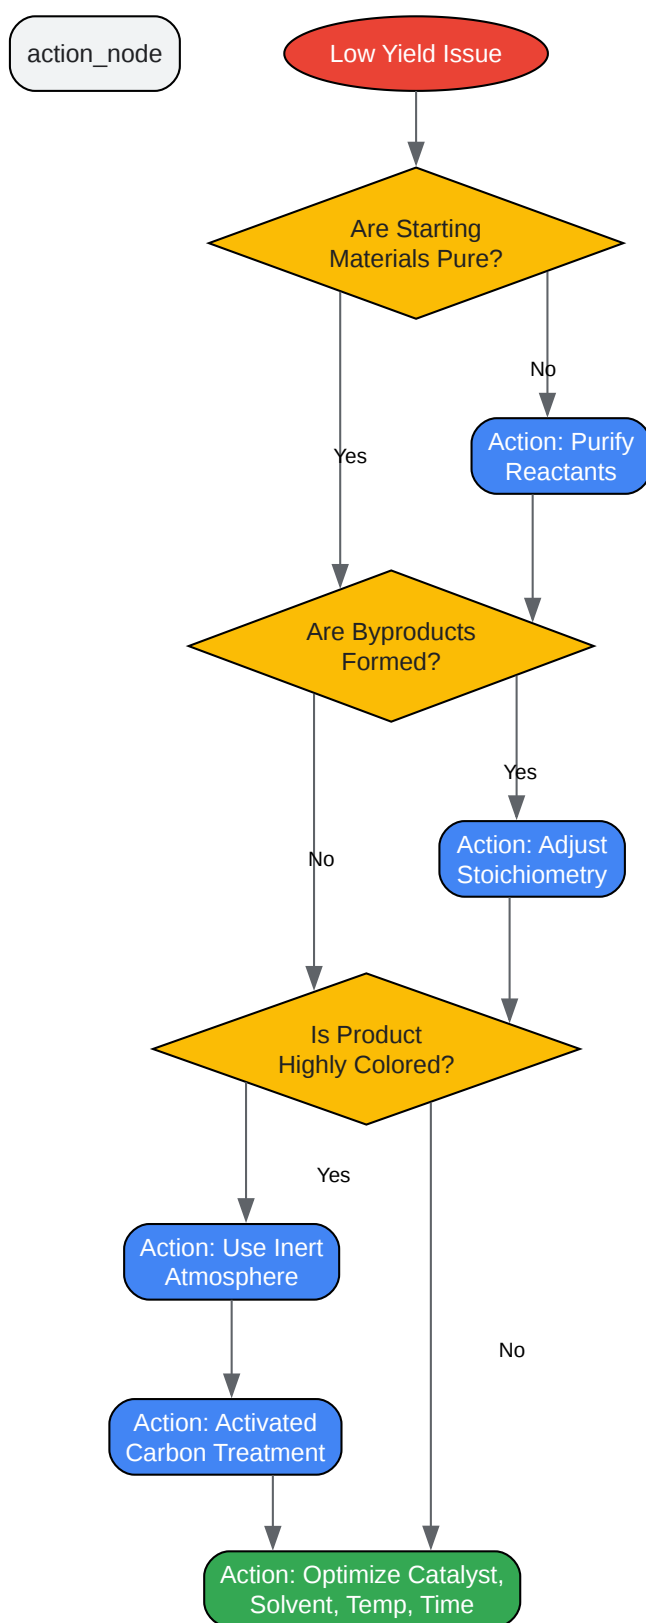 action_node
Low Yield Issue
Are Starting
Materials Pure?
No
Yes
Action: Purify
Reactants
Are Byproducts
Formed?
Yes
No
Action: Adjust
Stoichiometry
Is Product
Highly Colored?
Yes
Action: Use Inert
Atmosphere
No
Action: Activated
Carbon Treatment
Action: Optimize Catalyst,
Solvent, Temp, Time